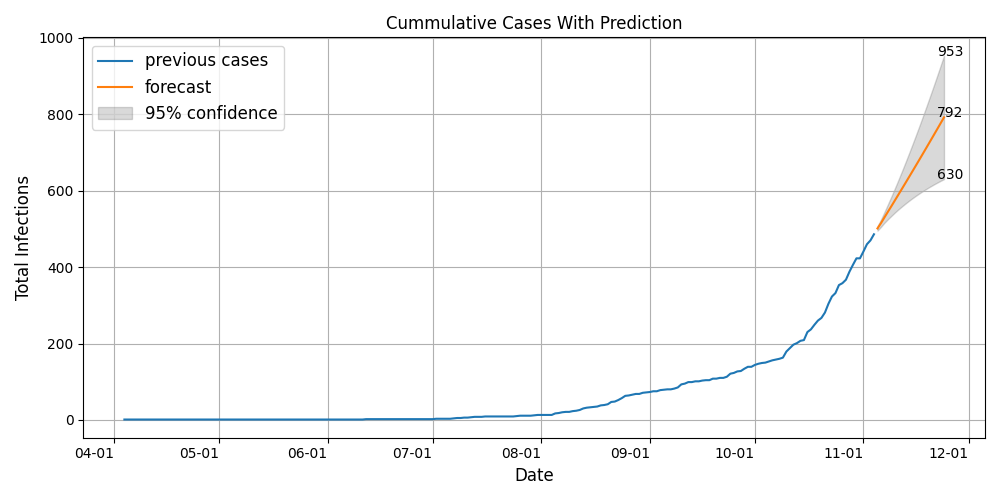 Cummulative Cases With Prediction
1000
800
600
400
200
0
Total Infections
previous cases
forecast
95% confidence
953
792
630
04-01 05-01 06-01 07-01 08-01 09-01 10-01 11-01 12-01
Date